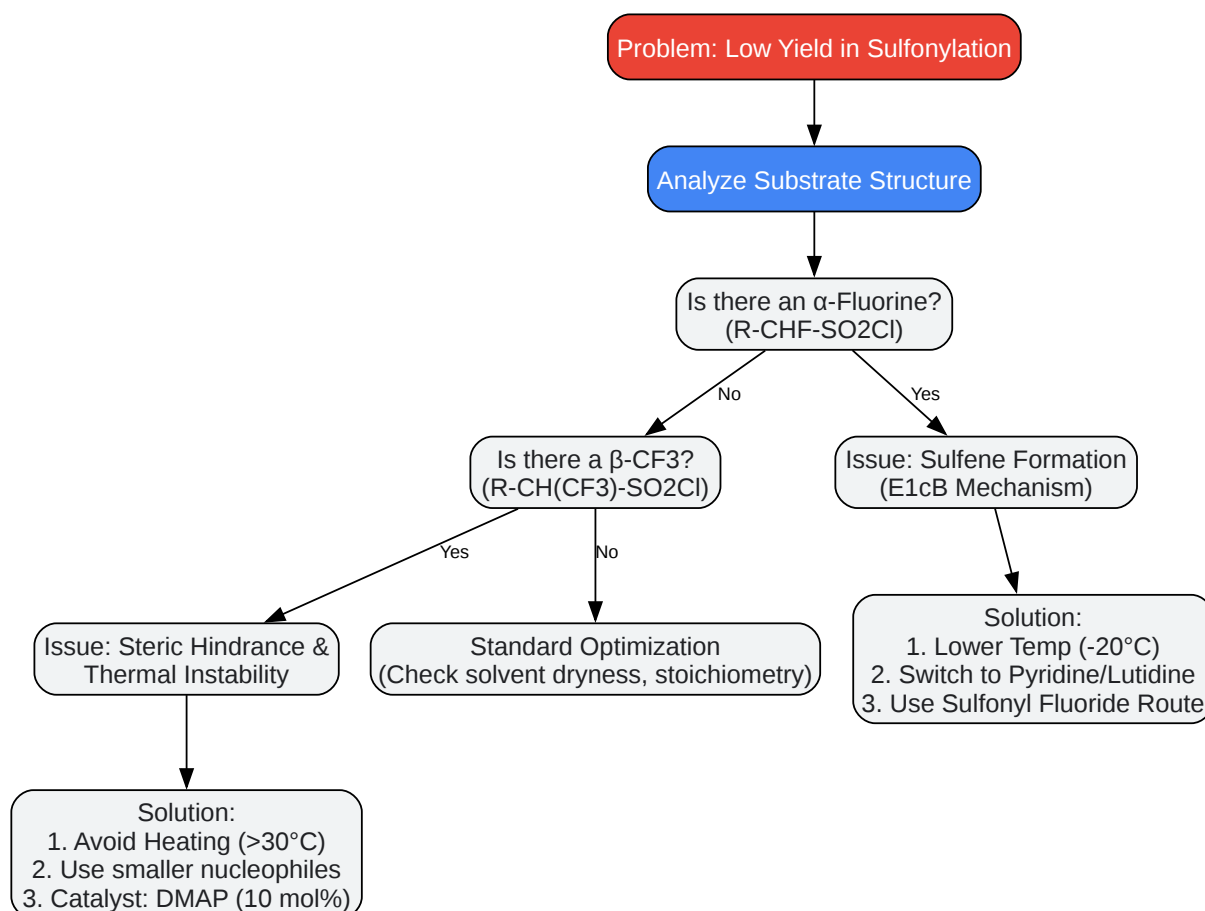 Problem: Low Yield in Sulfonylation
Analyze Substrate Structure
Is there an α-Fluorine?
(R-CHF-SO2Cl)
No
Yes
Is there a β-CF3?
(R-CH(CF3)-SO2Cl)
Issue: Sulfene Formation
(E1cB Mechanism)
Yes
No
Issue: Steric Hindrance &
Thermal Instability
Standard Optimization
(Check solvent dryness, stoichiometry)
Solution:
1. Lower Temp (-20°C)
2. Switch to Pyridine/Lutidine
3. Use Sulfonyl Fluoride Route
Solution:
1. Avoid Heating (>30°C)
2. Use smaller nucleophiles
3. Catalyst: DMAP (10 mol%)